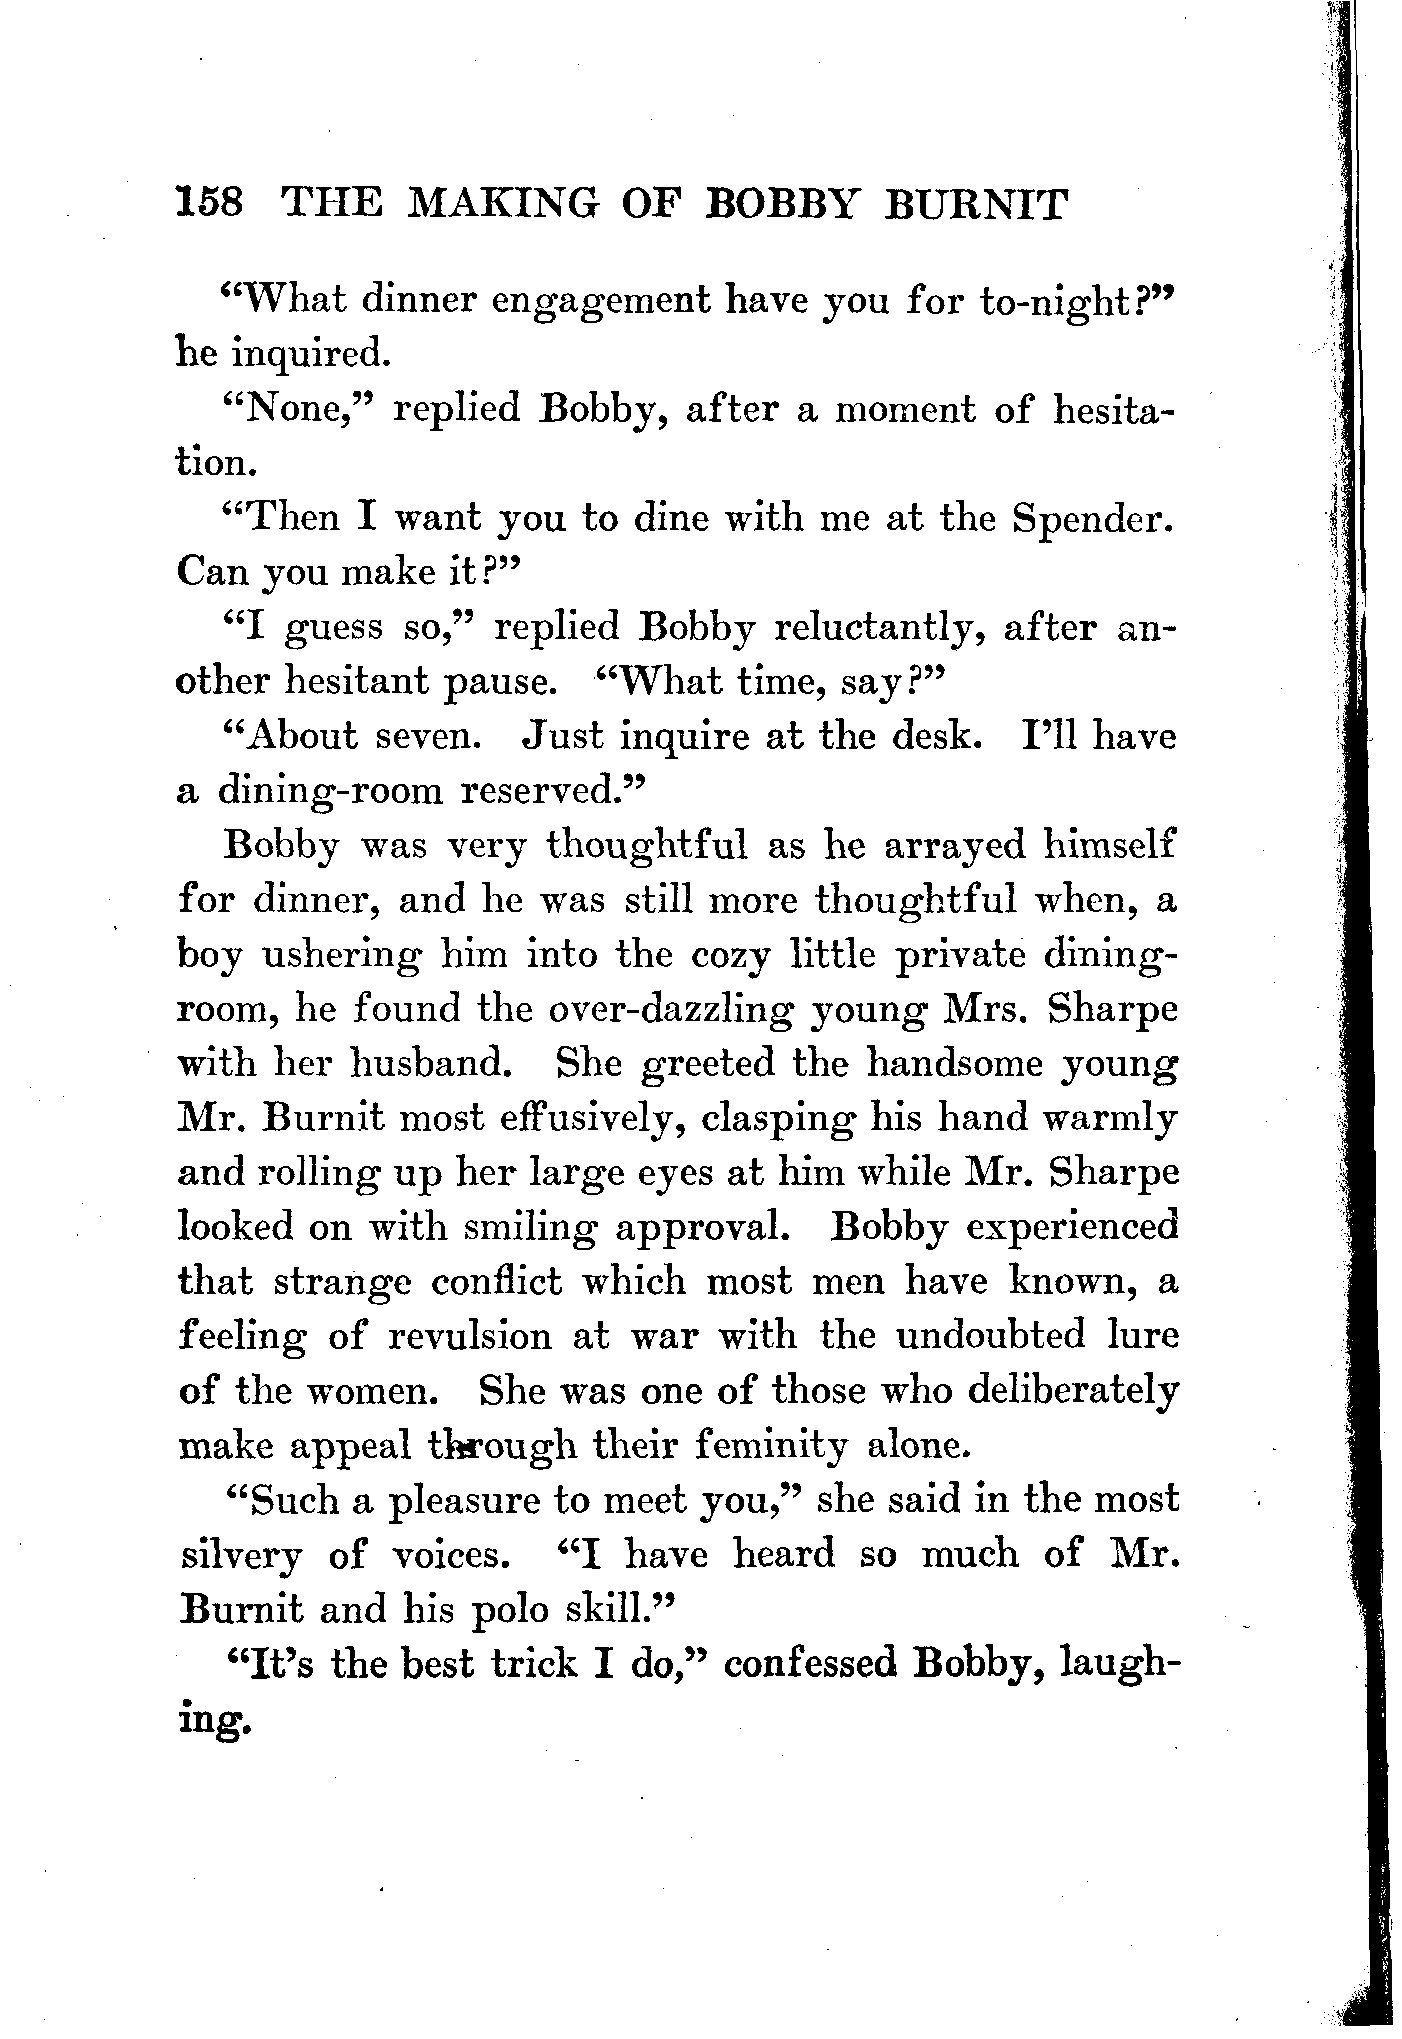 158 THE MAKING OF BOBBY BURNIT
“What dinner engagement have you for to-night?”
he inquired.
“None,” replied Bobby, after a moment of hesita-
tion.
“Then I want you to dine with me at the Spender.
Can you make it?”
“I guess so,” replied Bobby reluctantly, after an-
other hesitant pause. “What time, say?”
“About seven. Just inquire at the desk. I’ll have
a dining-room reserved.”
Bobby was very thoughtful as he arrayed himself
for dinner, and he was still more thoughtful when, a
boy ushering him into the cozy little private dining-
room, he found the over-dazzling young Mrs. Sharpe
with her husband. She greeted the handsome young
Mr. Burnit most effusively, clasping his hand warmly
and rolling up her large eyes at him while Mr. Sharpe
looked on with smiling approval. Bobby experienced
that strange conflict which most men have known, a
feeling of revulsion at war with the undoubted lure
of the women. She was one of those who deliberately
make appeal through their feminity alone.
“Such a pleasure to meet you,” she said in the most
silvery of voices. “I have heard so much of Mr.
Burnit and his polo skill.”
“It’s the best trick I do,” confessed Bobby, laugh-
ing.